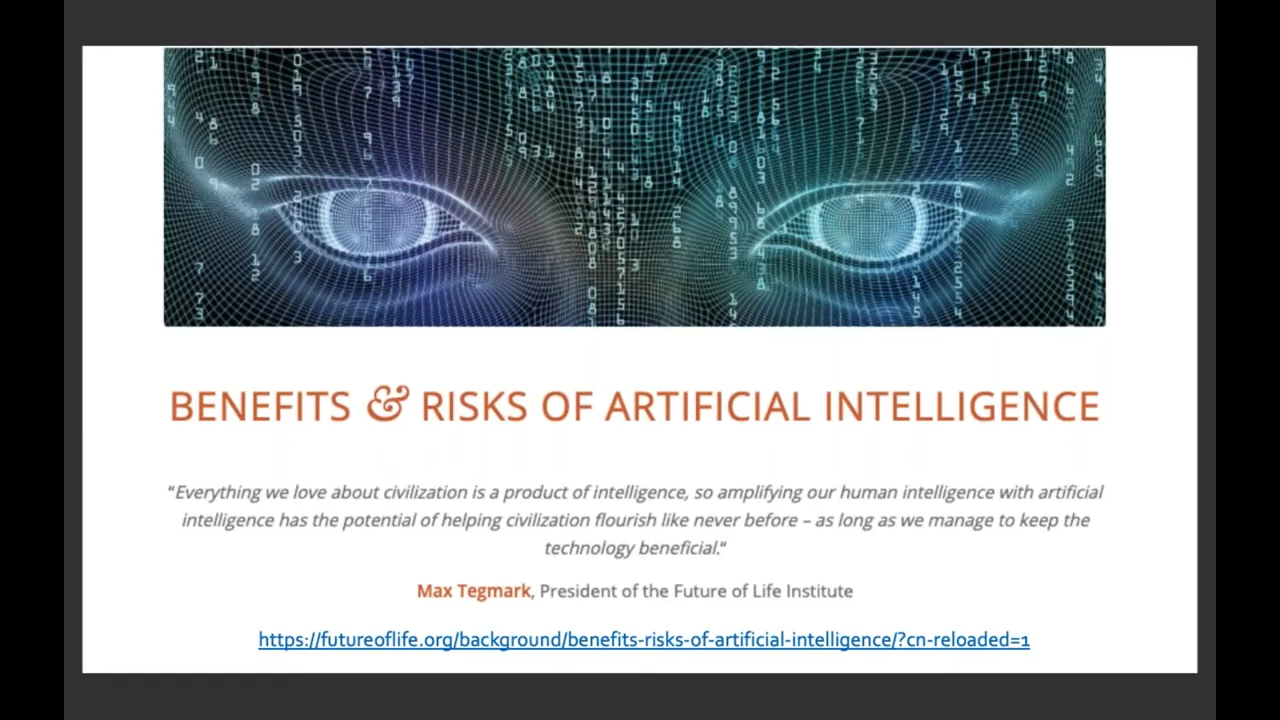 BENEFITS & RISKS OF ARTIFICIAL INTELLIGENCE
“Everything we love about civilization is a product of intelligence, so amplifying our human intelligence with artificial
intelligence has the potential of helping civilization flourish like never before – as long as we manage to keep the
technology beneficial.“
Max Tegmark, President of the Future of Life Institute
https://futureoflife.org/background/benefits-risks-of-artificial-intelligence/?cn-reloaded=1